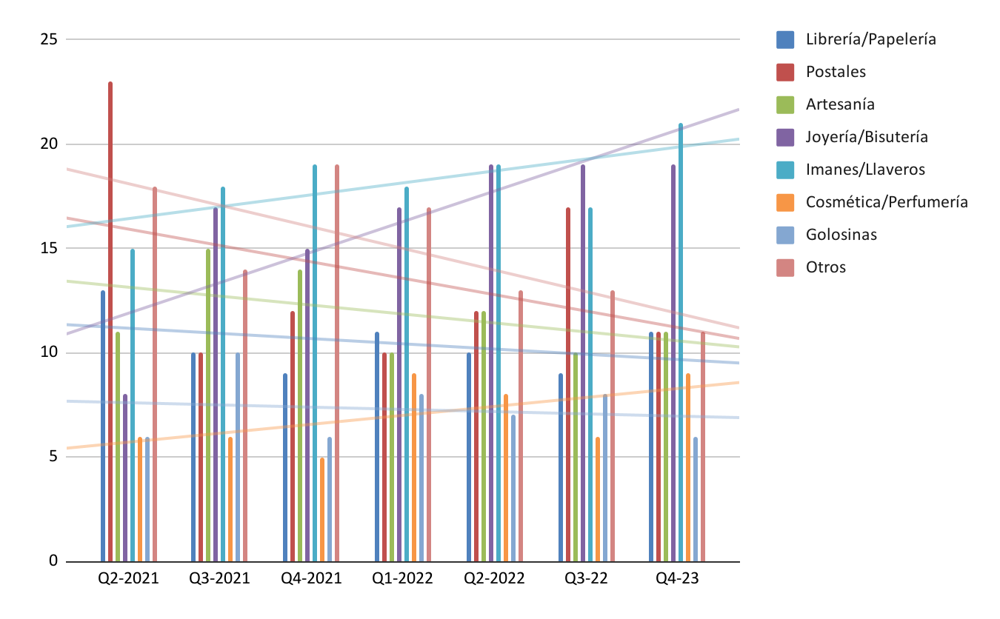 25
20
15
10
5
0
Q2-2021
Q3-2021
Q4-2021
Q1-2022
Q2-2022
Q3-22
Q4-23
Librería/Papelería
Postales
Artesanía
Joyería/Bisutería
Imanes/Llaveros
Cosmética/Perfumería
Golosinas
Otros